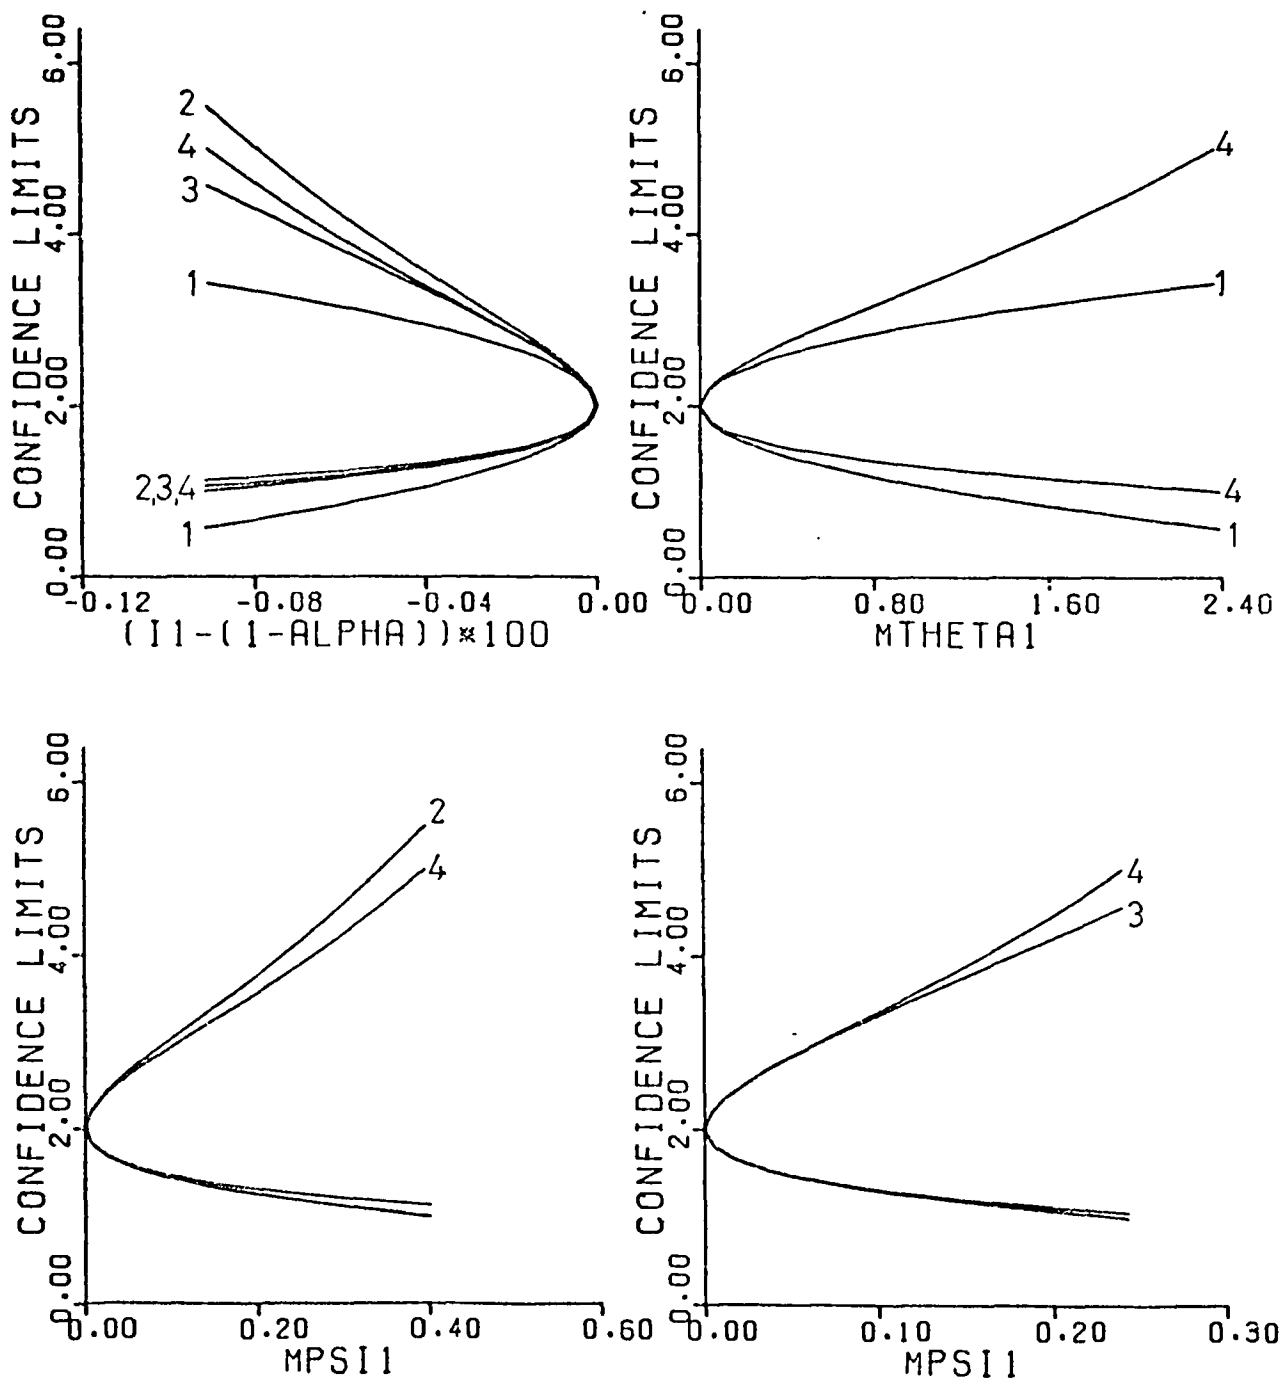 CONFIDENCE LIMITS
6.00
4.00
2.00
0.00
2
4
3
1
2,3,4
1
-0.12 -0.08 -0.04 0.00
(I1-(1-ALPHA))*100
CONFIDENCE LIMITS
6.00
4.00
2.00
0.00
4
1
4
1
0.00 0.80 1.60 2.40
MTHETA1
CONFIDENCE LIMITS
6.00
4.00
2.00
0.00
2
4
0.00 0.20 0.40 0.60
MPSI1
CONFIDENCE LIMITS
6.00
4.00
2.00
0.00
4
3
0.00 0.10 0.20 0.30
MPSI1